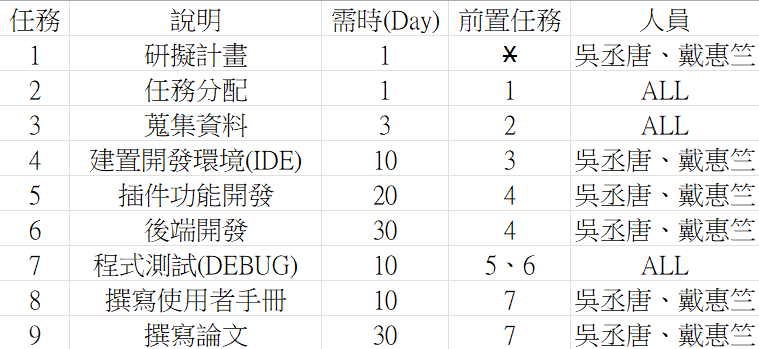 任務 說明 需時(Day) 前置任務 人員
1 研擬計畫 1 X 吳丞唐、戴惠竺
2 任務分配 1 1 ALL
3 蒐集資料 3 2 ALL
4 建置開發環境(IDE) 10 3 吳丞唐、戴惠竺
5 插件功能開發 20 4 吳丞唐、戴惠竺
6 後端開發 30 4 吳丞唐、戴惠竺
7 程式測試(DEBUG) 10 5、6 ALL
8 撰寫使用者手冊 10 7 吳丞唐、戴惠竺
9 撰寫論文 30 7 吳丞唐、戴惠竺